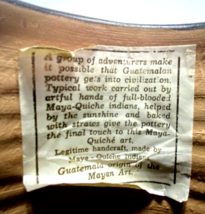 A group of adventurers make
it possible that Guatemalan
pottery gets into civilization.
Typical work carried out by
artful hands of full-blooded
Maya-Quiche indians, helped
by the sunshine and baked
with straws give the pottery
the final touch to this Maya-
Quiché art.
Legitime handcraft, made by
Maya - Quiche Indians
Guatemala origin of the
Mayen Art.